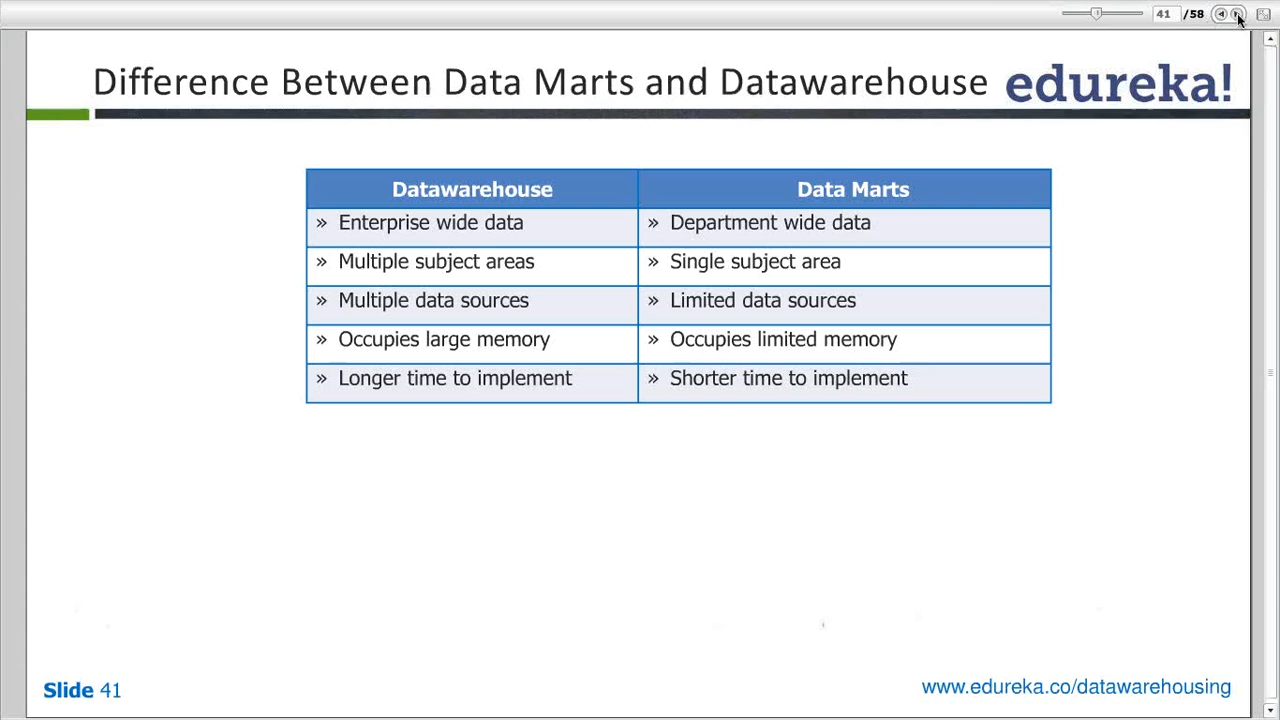 41 /58
Difference Between Data Marts and Datawarehouse edureka!
Datawarehouse Data Marts
» Enterprise wide data » Department wide data
» Multiple subject areas » Single subject area
» Multiple data sources » Limited data sources
» Occupies large memory » Occupies limited memory
» Longer time to implement » Shorter time to implement
Slide 41 www.edureka.co/datawarehousing